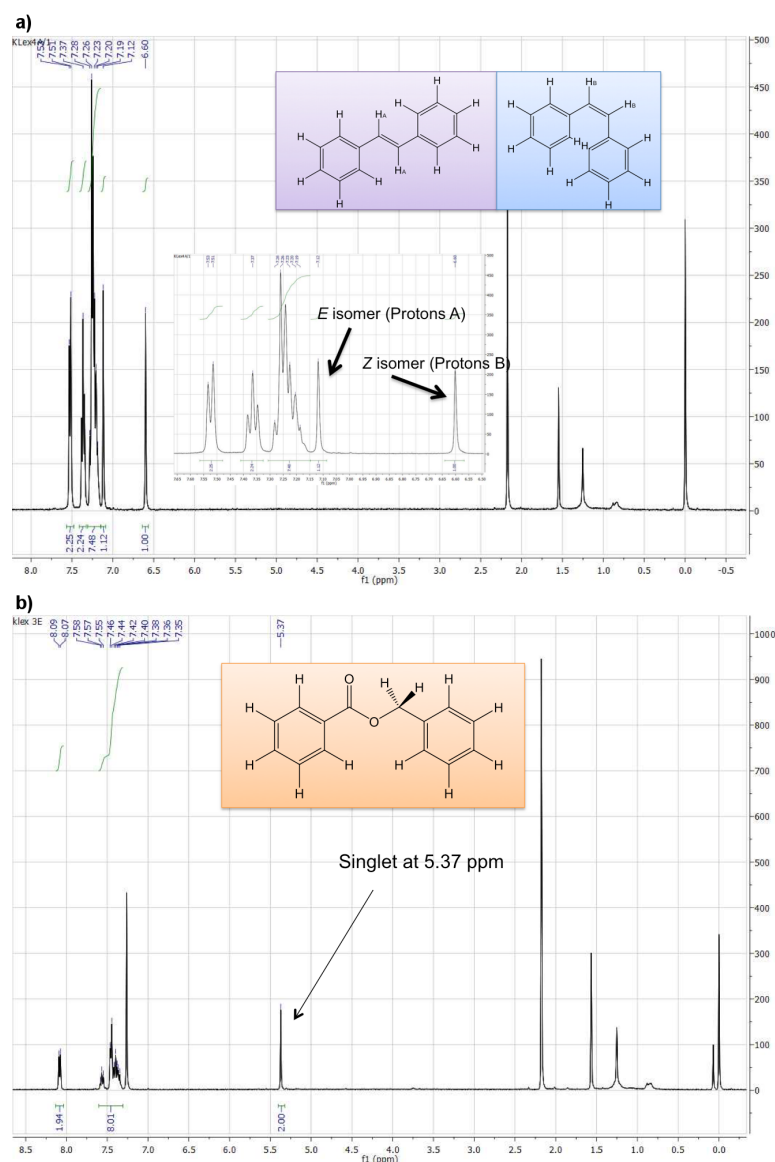 a)
KLex4A/1
7.53 7.51 7.37 7.28 7.26 7.23 7.20 7.19 7.12 6.60
500
450
400
350
300
250
200
150
100
50
0
H HA H H H H H H H HA H H
H HB HB H H H H H H H H H
E isomer (Protons A)
Z isomer (Protons B)
2.25 2.24 7.48 1.12 1.00
8.0 7.5 7.0 6.5 6.0 5.5 5.0 4.5 4.0 3.5 3.0 2.5 2.0 1.5 1.0 0.5 0.0 -0.5
f1 (ppm)
b)
klex 3E
8.09 8.07 7.58 7.57 7.55 7.46 7.44 7.42 7.40 7.38 7.36 7.35 5.37
1000
900
800
700
600
500
400
300
200
100
0
H H O H H H H
H O H
H H H H H
Singlet at 5.37 ppm
1.94 8.01 2.00
8.5 8.0 7.5 7.0 6.5 6.0 5.5 5.0 4.5 4.0 3.5 3.0 2.5 2.0 1.5 1.0 0.5 0.0
f1 (ppm)